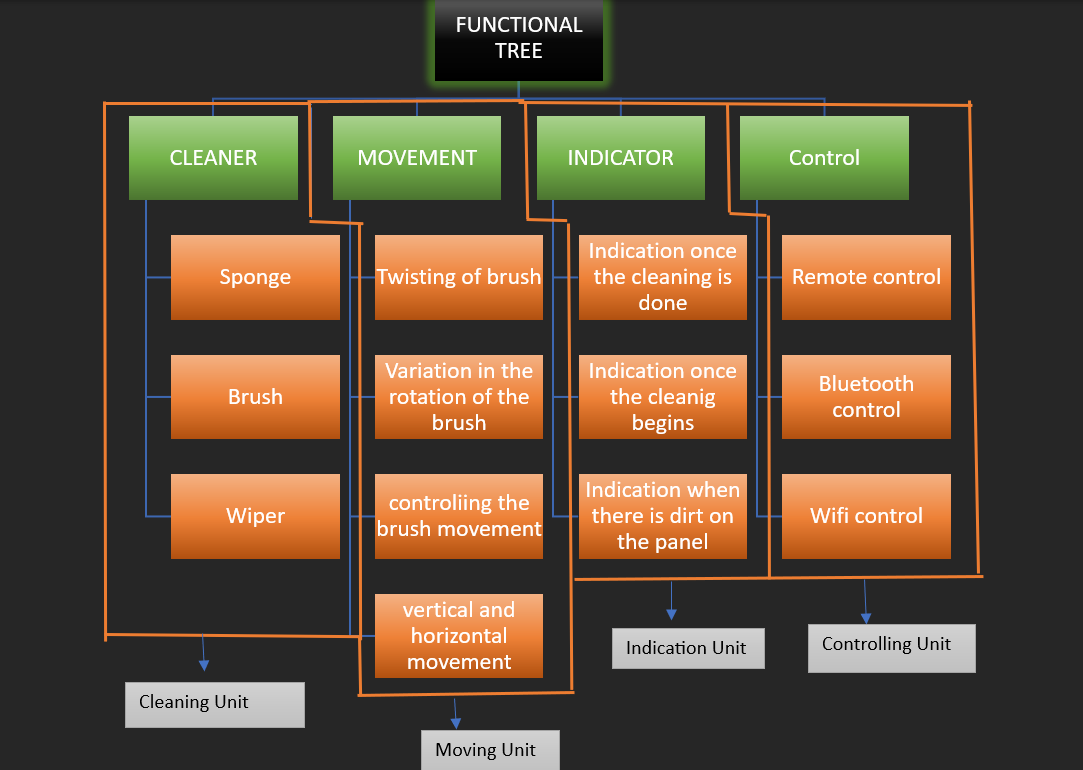 FUNCTIONAL
TREE
CLEANER
MOVEMENT
INDICATOR
Control
Sponge
Twisting of brush
Indication once
the cleaning is
done
Remote control
Brush
Variation in the
rotation of the
brush
Indication once
the cleanig
begins
Bluetooth
control
Wiper
controliing the
brush movement
Indication when
there is dirt on
the panel
Wifi control
vertical and
horizontal
movement
Indication Unit
Controlling Unit
Cleaning Unit
Moving Unit